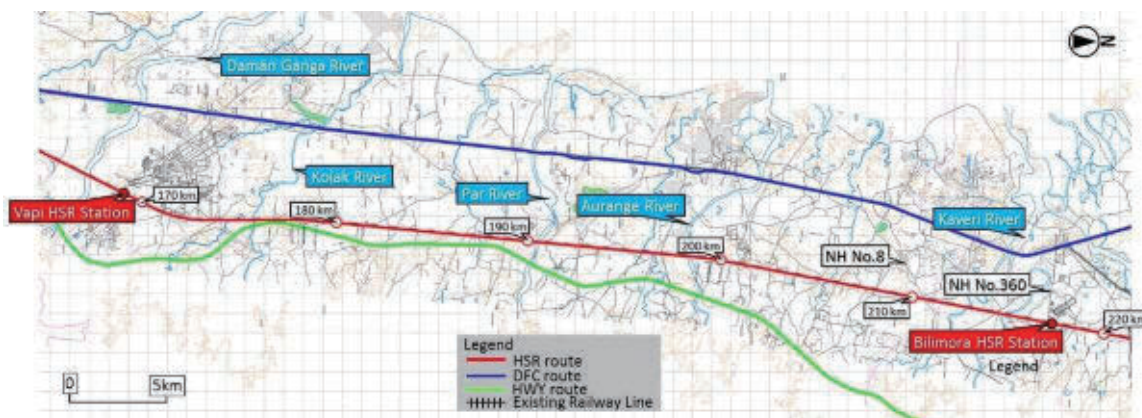 N
Daman Ganga River
Kolak River
Par River
Aurange River
Kaveri River
Vapi HSR Station
170 km
180 km
190 km
200 km
NH No.8
NH No.360
210 km
220 km
Bilimora HSR Station
Legend
Legend
HSR route
DFC route
HWY route
Existing Railway Line
0
5km